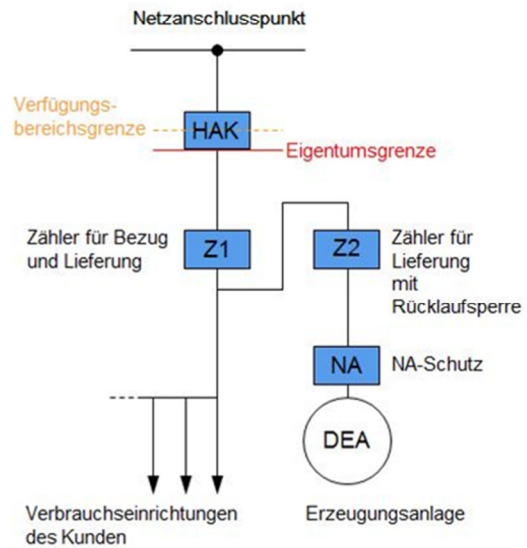 Netzanschlusspunkt
Verfügungs-
bereichsgrenze
HAK
Eigentumsgrenze
Zähler für Bezug
und Lieferung
Z1
Z2
Zähler für
Lieferung
mit
Rücklaufsperre
NA
NA-Schutz
DEA
Verbrauchseinrichtungen
des Kunden
Erzeugungsanlage